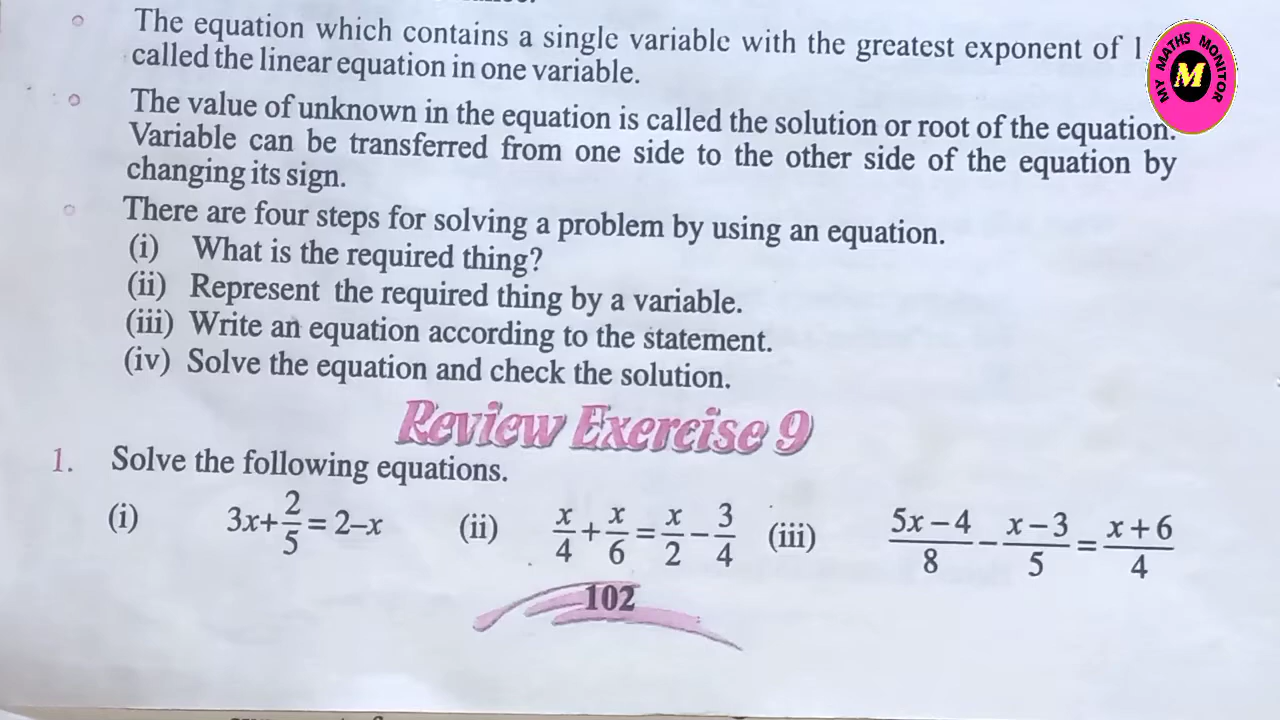 The equation which contains a single variable with the greatest exponent of 1
called the linear equation in one variable.
The value of unknown in the equation is called the solution or root of the equation.
Variable can be transferred from one side to the other side of the equation by
changing its sign.
There are four steps for solving a problem by using an equation.
(i) What is the required thing?
(ii) Represent the required thing by a variable.
(iii) Write an equation according to the statement.
(iv) Solve the equation and check the solution.
Review Exercise 9
1. Solve the following equations.
(i) 3x+2/5=2–x (ii) x/4+x/6=x/2–3/4 (iii) (5x–4)/8–(x–3)/5=(x+6)/4
102
MY MATHS MONITOR
M